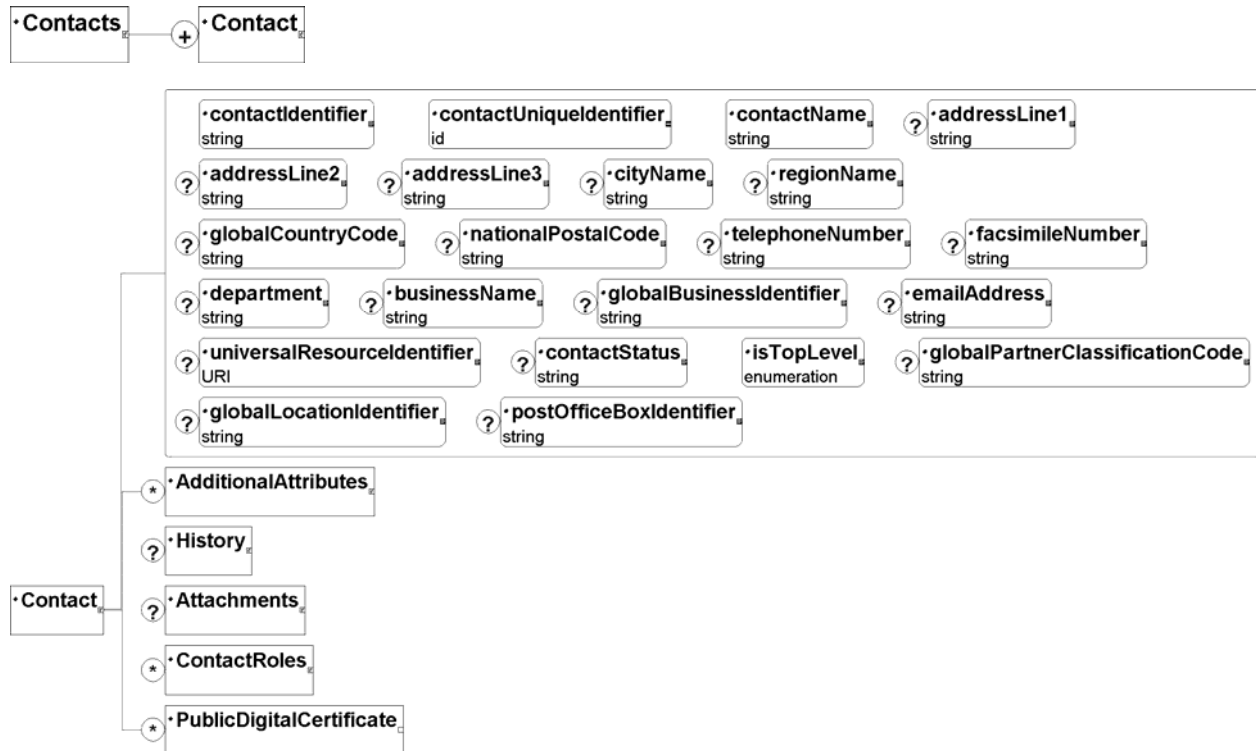 Contacts + Contact
contactIdentifier contactUniqueIdentifier contactName ? addressLine1
string id string string
? addressLine2 ? addressLine3 ? cityName ? regionName
string string string string
? globalCountryCode ? nationalPostalCode ? telephoneNumber ? facsimileNumber
string string string string
? department ? businessName ? globalBusinessIdentifier ? emailAddress
string string string string
? universalResourceIdentifier ? contactStatus isTopLevel ? globalPartnerClassificationCode
URI string enumeration string
? globalLocationIdentifier ? postOfficeBoxIdentifier
string string
* AdditionalAttributes
? History
Contact
? Attachments
* ContactRoles
* PublicDigitalCertificate